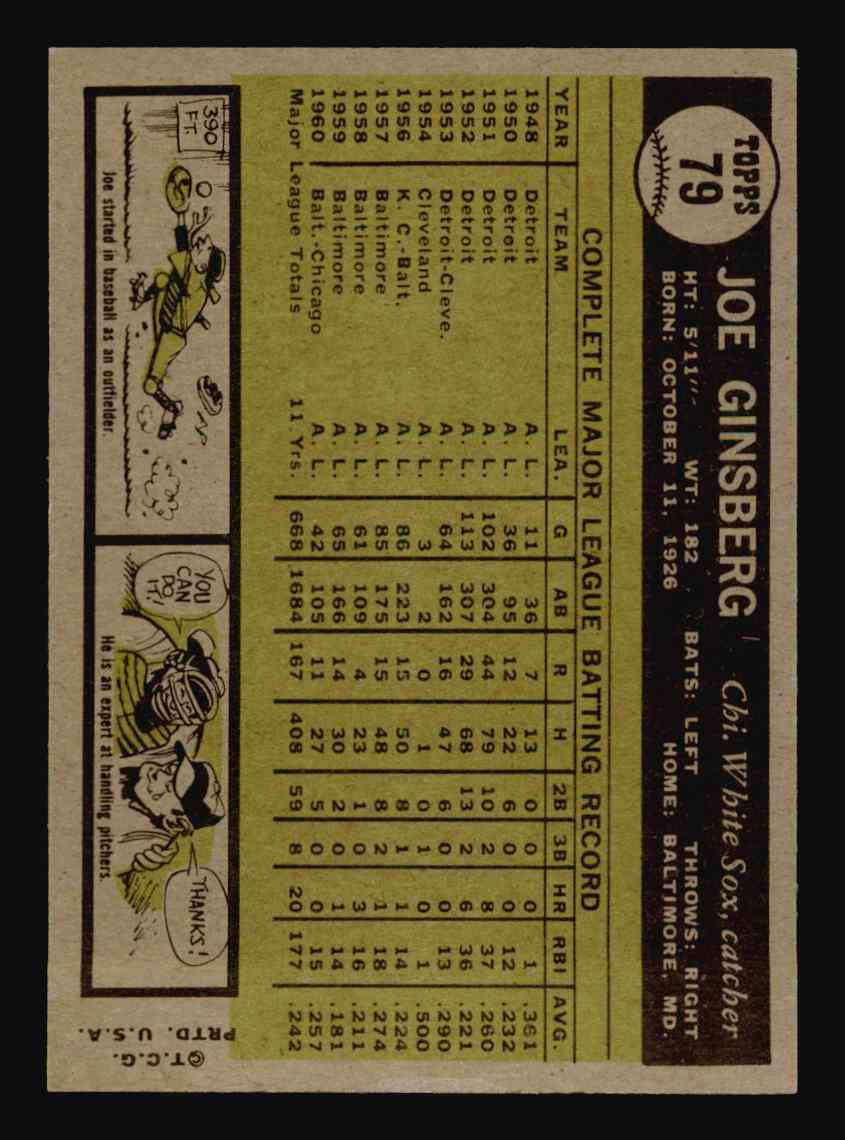 TOPPS
79
JOE GINSBERG Chi. White Sox, catcher
HT: 5'11" WT: 182 BATS: LEFT THROWS: RIGHT
BORN: OCTOBER 11, 1926 HOME: BALTIMORE, MD.
COMPLETE MAJOR LEAGUE BATTING RECORD
YEAR TEAM LEA. G AB R H 2B 3B HR RBI AVG.
1948 Detroit A. L. 11 36 7 13 0 0 0 1 .361
1950 Detroit A. L. 36 95 12 22 6 0 0 12 .232
1951 Detroit A. L. 102 304 44 79 10 2 8 37 .260
1952 Detroit A. L. 113 307 29 68 13 2 6 36 .221
1953 Detroit-Cleve. A. L. 64 162 16 47 6 0 0 13 .290
1954 Cleveland A. L. 3 2 0 1 0 1 0 1 .500
1956 K. C.-Balt. A. L. 86 223 15 50 8 1 1 14 .224
1957 Baltimore A. L. 85 175 15 48 8 2 1 18 .274
1958 Baltimore A. L. 61 109 4 23 1 0 3 16 .211
1959 Baltimore A. L. 65 166 14 30 2 0 1 14 .181
1960 Balt.-Chicago A. L. 42 105 11 27 5 0 0 15 .257
Major League Totals 11 Yrs. 668 1684 167 408 59 8 20 177 .242
390
FT.
Joe started in baseball as an outfielder.
YOU
CAN
DO
IT!
THANKS!
He is an expert at handling pitchers.
©T.C.G.
PRTD. U.S.A.